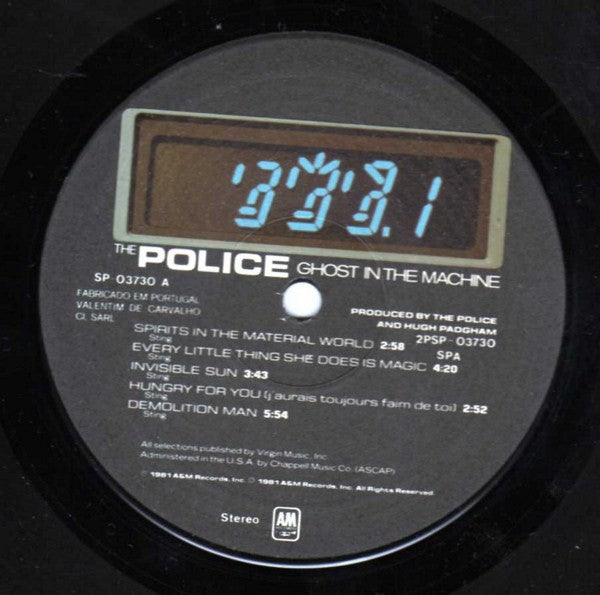 .1
THE POLICE GHOST IN THE MACHINE
SP 03730 A
FABRICADO EM PORTUGAL
VALENTIM DE CARVALHO
CI, SARL
PRODUCED BY THE POLICE
AND HUGH PADGHAM
2PSP - 03730
SPA
SPIRITS IN THE MATERIAL WORLD 2:58
Sting
EVERY LITTLE THING SHE DOES IS MAGIC 4:20
Sting
INVISIBLE SUN 3:43
Sting
HUNGRY FOR YOU (j'aurais toujours faim de toi) 2:52
Sting
DEMOLITION MAN 5:54
Sting
All selections published by Virgin Music, Inc
Administered in the U.S.A. by Chappell Music Co. (ASCAP)
© 1981 A&M Records, Inc. ℗ 1981 A&M Records, Inc. All Rights Reserved.
Stereo
AM
RECORDS